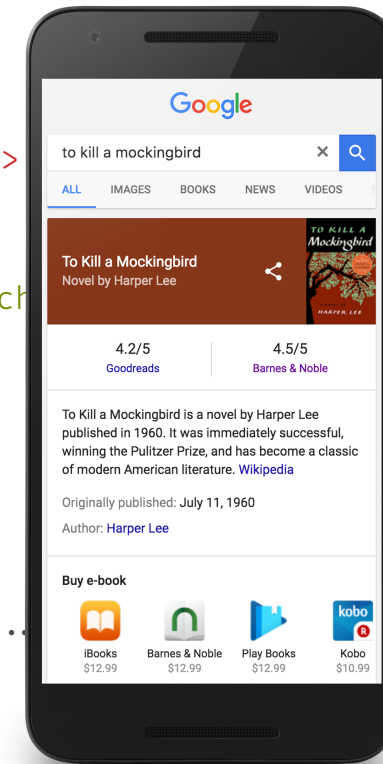 Google
>
to kill a mockingbird ×
ALL IMAGES BOOKS NEWS VIDEOS
To Kill a Mockingbird
Novel by Harper Lee
TO KILL A
Mockingbird
HARPER LEE
ch
4.2/5 4.5/5
Goodreads Barnes & Noble
To Kill a Mockingbird is a novel by Harper Lee
published in 1960. It was immediately successful,
winning the Pulitzer Prize, and has become a classic
of modern American literature. Wikipedia
Originally published: July 11, 1960
Author: Harper Lee
Buy e-book
kobo
R
..
iBooks Barnes & Noble Play Books Kobo
$12.99 $12.99 $12.99 $10.99